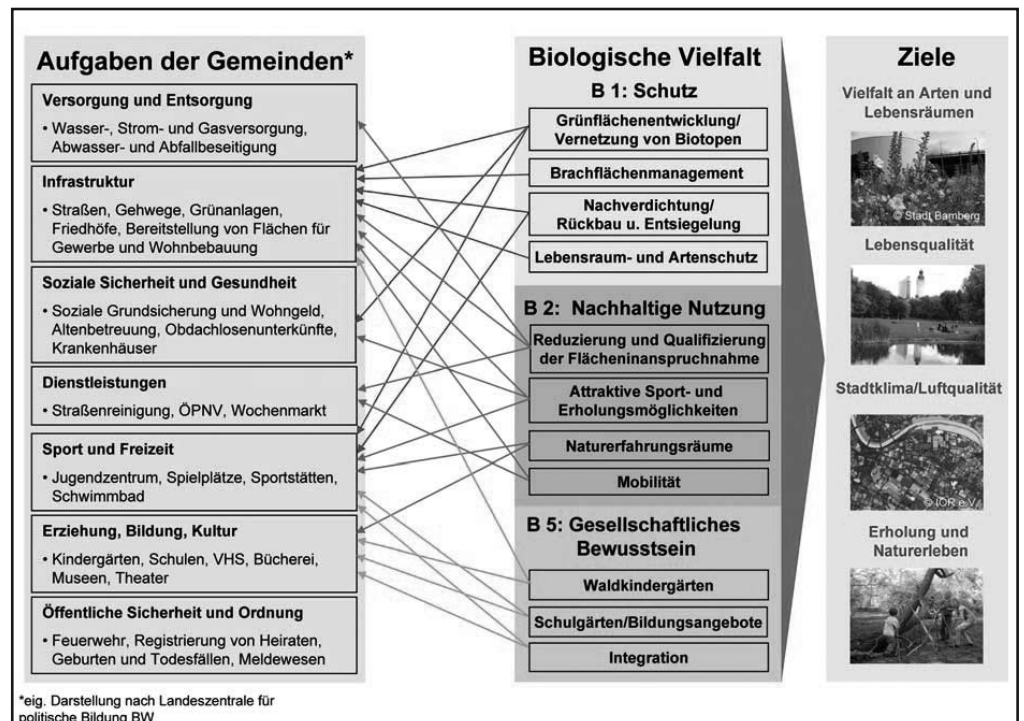 Aufgaben der Gemeinden*
Versorgung und Entsorgung
• Wasser-, Strom- und Gasversorgung,
Abwasser- und Abfallbeseitigung
Infrastruktur
• Straßen, Gehwege, Grünanlagen,
Friedhöfe, Bereitstellung von Flächen für
Gewerbe und Wohnbebauung
Soziale Sicherheit und Gesundheit
• Soziale Grundsicherung und Wohngeld,
Altenbetreuung, Obdachlosenunterkünfte,
Krankenhäuser
Dienstleistungen
• Straßenreinigung, ÖPNV, Wochenmarkt
Sport und Freizeit
• Jugendzentrum, Spielplätze, Sportstätten,
Schwimmbad
Erziehung, Bildung, Kultur
• Kindergärten, Schulen, VHS, Bücherei,
Museen, Theater
Öffentliche Sicherheit und Ordnung
• Feuerwehr, Registrierung von Heiraten,
Geburten und Todesfällen, Meldewesen
*eig. Darstellung nach Landeszentrale für
politische Bildung BW
Biologische Vielfalt
B 1: Schutz
Grünflächenentwicklung/
Vernetzung von Biotopen
Brachflächenmanagement
Nachverdichtung/
Rückbau u. Entsiegelung
Lebensraum- und Artenschutz
B 2: Nachhaltige Nutzung
Reduzierung und Qualifizierung
der Flächeninanspruchnahme
Attraktive Sport- und
Erholungsmöglichkeiten
Naturerfahrungsräume
Mobilität
B 5: Gesellschaftliches
Bewusstsein
Waldkindergärten
Schulgärten/Bildungsangebote
Integration
Ziele
Vielfalt an Arten und
Lebensräumen
© Stadt Bamberg
Lebensqualität
Stadtklima/Luftqualität
© IÖR e.V.
Erholung und
Naturerleben